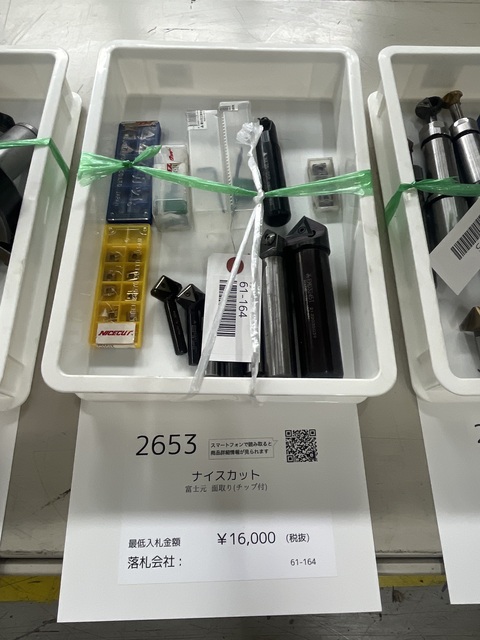 NICECUT
61-164
2653
スマートフォンで読み取ると
商品詳細情報が見られます
ナイスカット
富士元 面取り(チップ付)
最低入札金額 ￥16,000 (税抜)
落札会社：
61-164